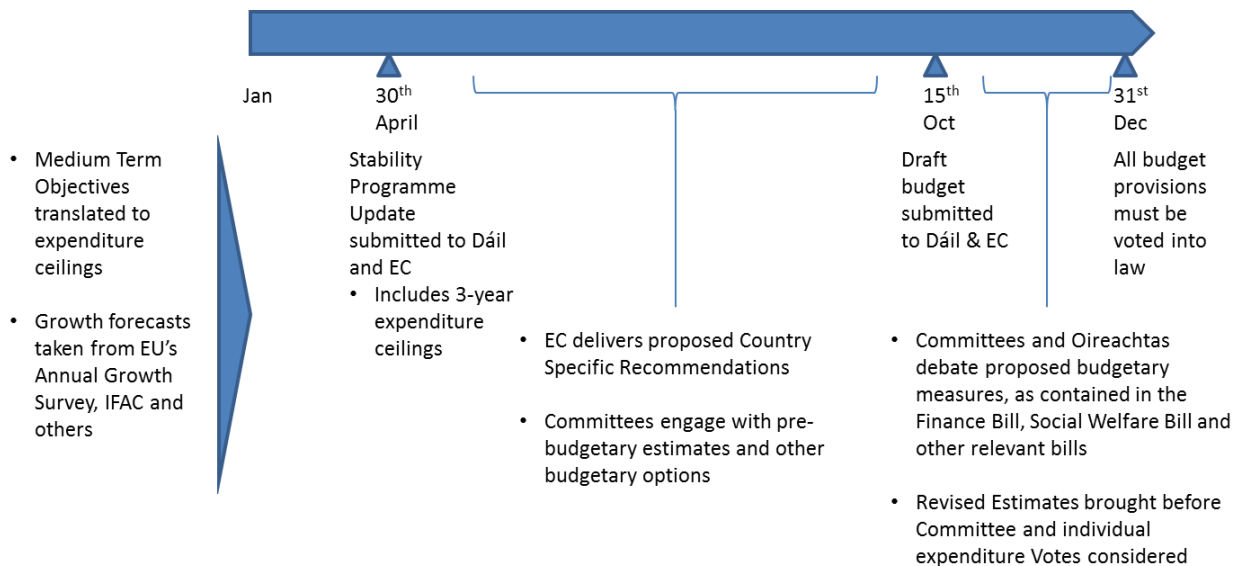 Jan
30th
April
15th
Oct
31st
Dec
• Medium Term
Objectives
translated to
expenditure
ceilings
• Growth forecasts
taken from EU's
Annual Growth
Survey, IFAC and
others
Stability
Programme
Update
submitted to Dáil
and EC
• Includes 3-year
expenditure
ceilings
• EC delivers proposed Country
Specific Recommendations
• Committees engage with pre-
budgetary estimates and other
budgetary options
Draft
budget
submitted
to Dáil & EC
All budget
provisions
must be
voted into
law
• Committees and Oireachtas
debate proposed budgetary
measures, as contained in the
Finance Bill, Social Welfare Bill and
other relevant bills
• Revised Estimates brought before
Committee and individual
expenditure Votes considered